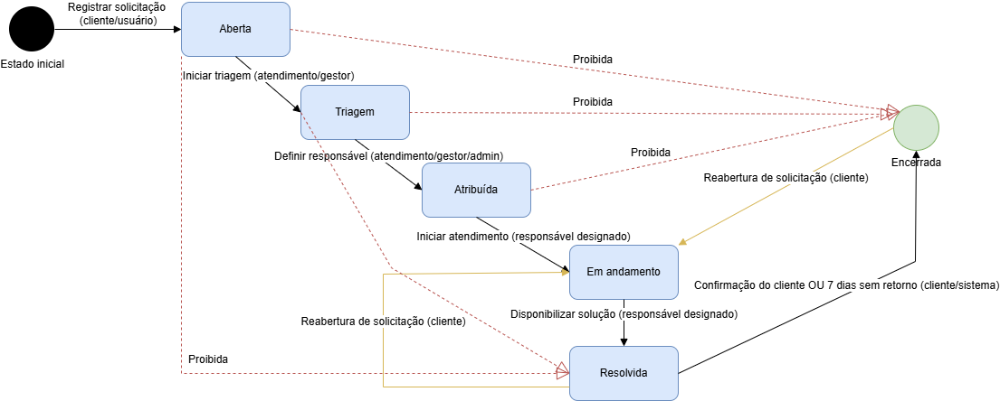 Registrar solicitação
(cliente/usuário)
Aberta
Estado inicial
Proibida
Iniciar triagem (atendimento/gestor)
Proibida
Triagem
Proibida
Definir responsável (atendimento/gestor/admin)
Encerrada
Reabertura de solicitação (cliente)
Atribuída
Iniciar atendimento (responsável designado)
Em andamento
Confirmação do cliente OU 7 dias sem retorno (cliente/sistema)
Disponibilizar solução (responsável designado)
Reabertura de solicitação (cliente)
Proibida
Resolvida